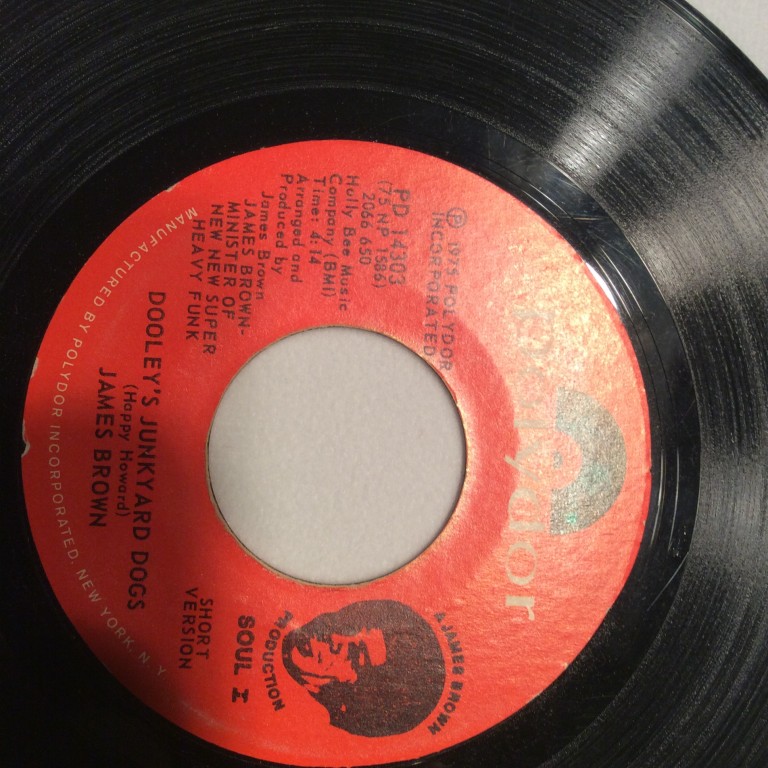 polydor
Ⓟ 1975 POLYDOR
INCORPORATED
PD 14303
(75 NP 1586)
2066 650
Hully Bee Music
Company (BMI)
Time: 4:14
Arranged and
Produced by
James Brown
JAMES BROWN-
MINISTER OF
NEW NEW SUPER
HEAVY FUNK
A JAMES BROWN
PRODUCTION
SOUL I
SHORT
VERSION
DOOLEY'S JUNKYARD DOGS
(Happy Howard)
JAMES BROWN
MANUFACTURED BY POLYDOR INCORPORATED, NEW YORK, N Y